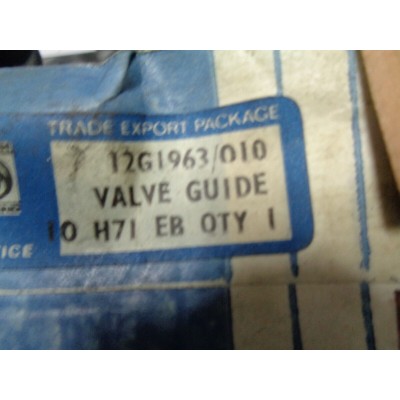 TRADE EXPORT PACKAGE
12G1963/010
VALVE GUIDE
10 H71 EB QTY 1
ICE